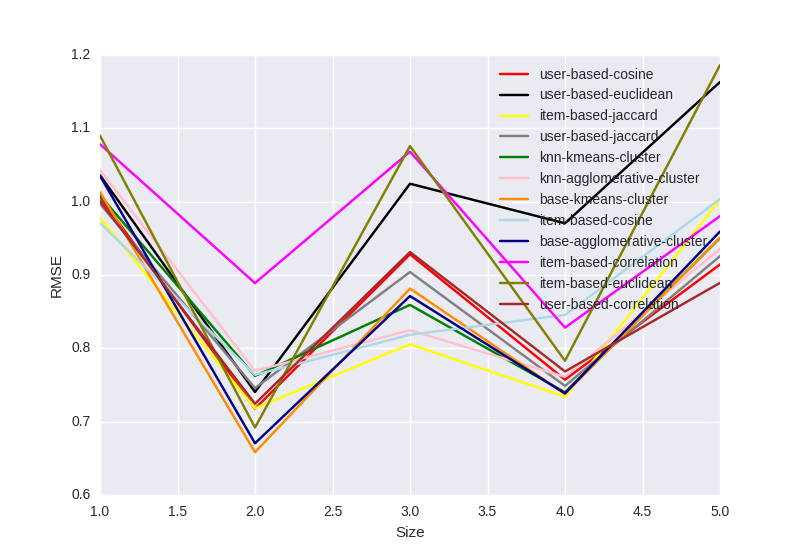 1.2
1.1
1.0
0.9
0.8
0.7
0.6
RMSE
user-based-cosine
user-based-euclidean
item-based-jaccard
user-based-jaccard
knn-kmeans-cluster
knn-agglomerative-cluster
base-kmeans-cluster
item-based-cosine
base-agglomerative-cluster
item-based-correlation
item-based-euclidean
user-based-correlation
1.0 1.5 2.0 2.5 3.0 3.5 4.0 4.5 5.0
Size